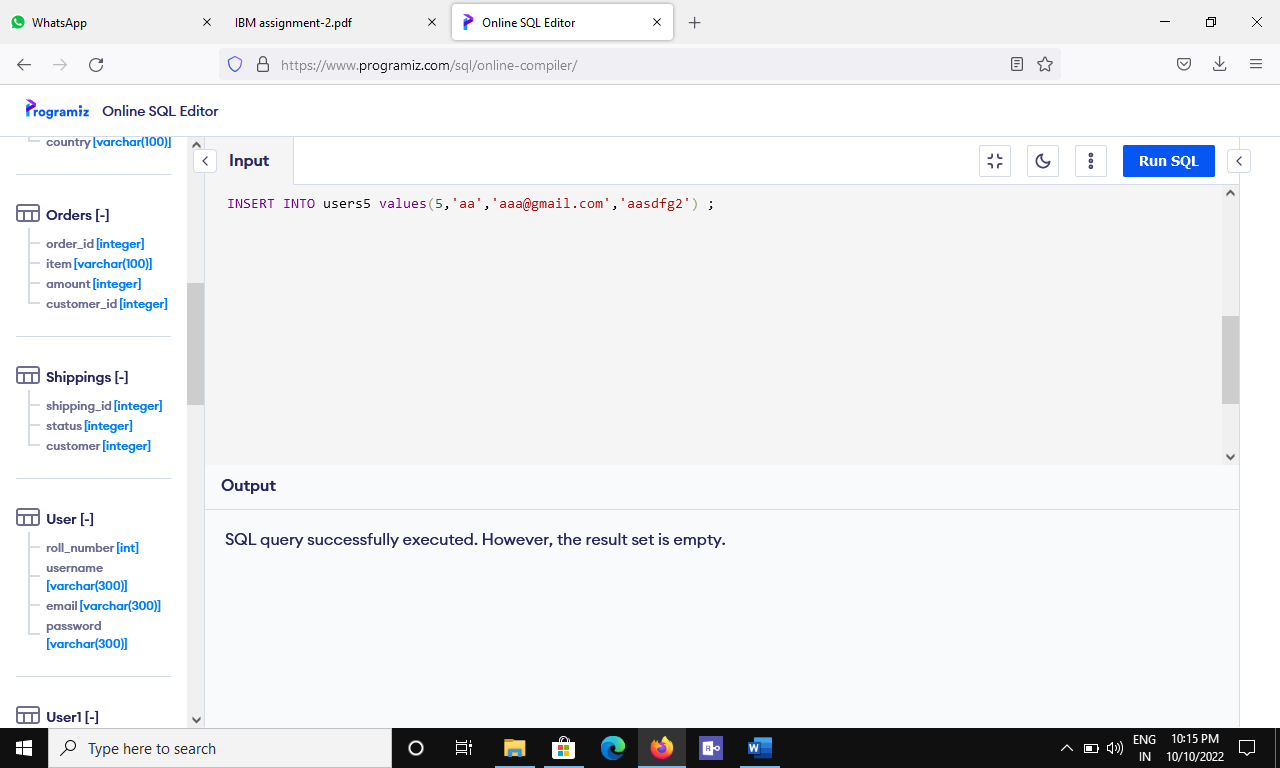 WhatsApp
IBM assignment-2.pdf
Online SQL Editor
https://www.programiz.com/sql/online-compiler/
Programiz Online SQL Editor
country [varchar(100)]
Orders [-]
order_id [integer]
item [varchar(100)]
amount [integer]
customer_id [integer]
Shippings [-]
shipping_id [integer]
status [integer]
customer [integer]
User [-]
roll_number [int]
username
[varchar(300)]
email [varchar(300)]
password
[varchar(300)]
User1 [-]
Input
Run SQL
INSERT INTO users5 values(5,'aa','aaa@gmail.com','aasdfg2') ;
Output
SQL query successfully executed. However, the result set is empty.
Type here to search
R
W
ENG
IN
10:15 PM
10/10/2022